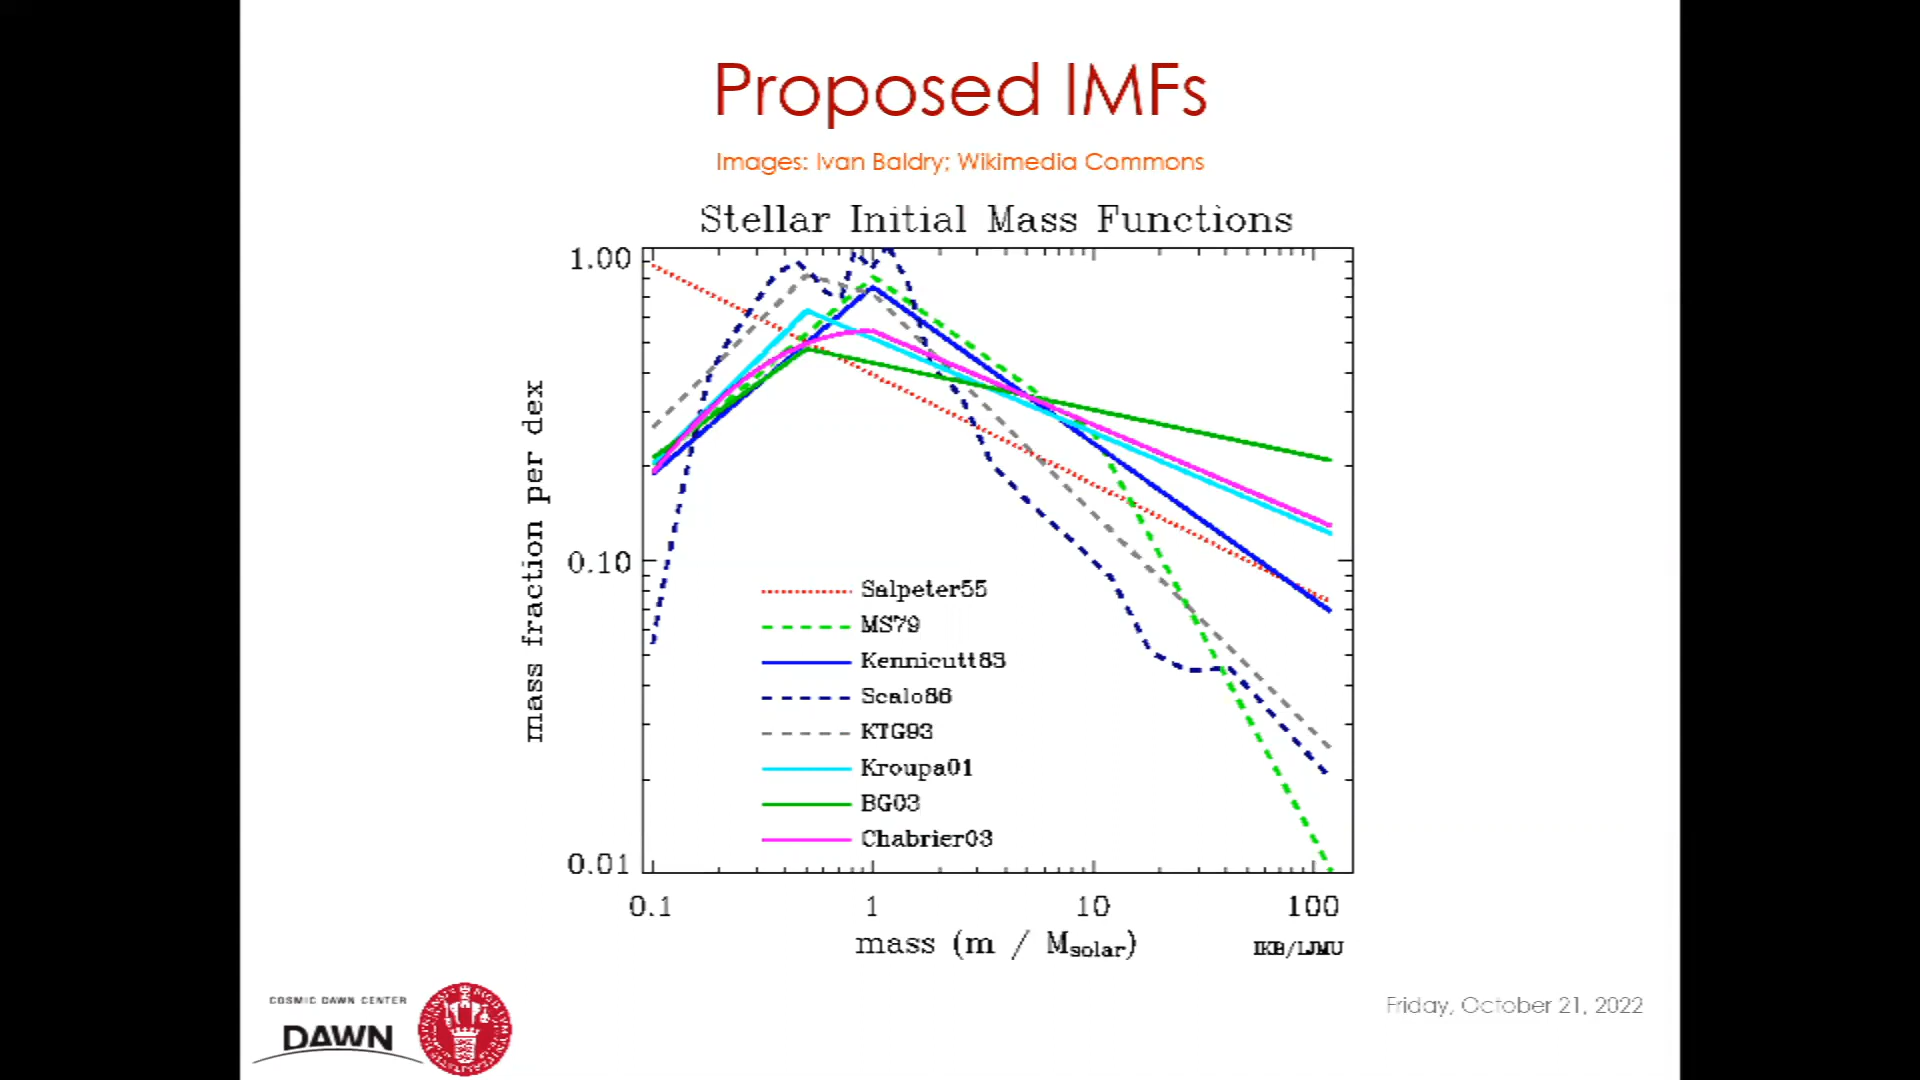 Proposed IMFs
Images: Ivan Baldry; Wikimedia Commons
Stellar Initial Mass Functions
1.00
0.10
0.01
mass fraction per dex
Salpeter55
MS79
Kennicutt83
Scalo86
KTG93
Kroupa01
BG03
Chabrier03
0.1 1 10 100
mass (m / Msolar)
IKB/LJMU
COSMIC DAWN CENTER
DAWN
Friday, October 21, 2022